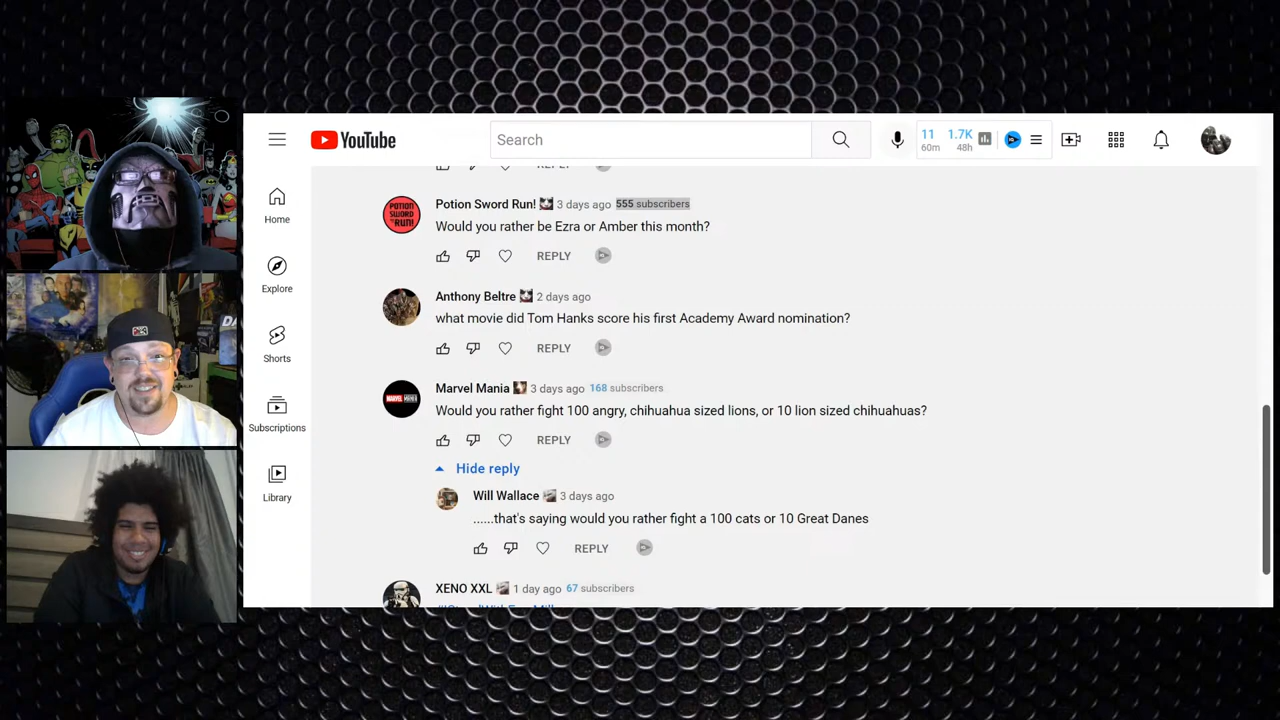 YouTube
Search
11
60m
1.7K
48h
Home
Explore
Shorts
Subscriptions
Library
REPLY
POTION
SWORD
RUN!
Potion Sword Run! 3 days ago 555 subscribers
Would you rather be Ezra or Amber this month?
REPLY
Anthony Beltre 2 days ago
what movie did Tom Hanks score his first Academy Award nomination?
REPLY
Marvel Mania 3 days ago 168 subscribers
Would you rather fight 100 angry, chihuahua sized lions, or 10 lion sized chihuahuas?
REPLY
Hide reply
Will Wallace 3 days ago
......that's saying would you rather fight a 100 cats or 10 Great Danes
REPLY
XENO XXL 1 day ago 67 subscribers